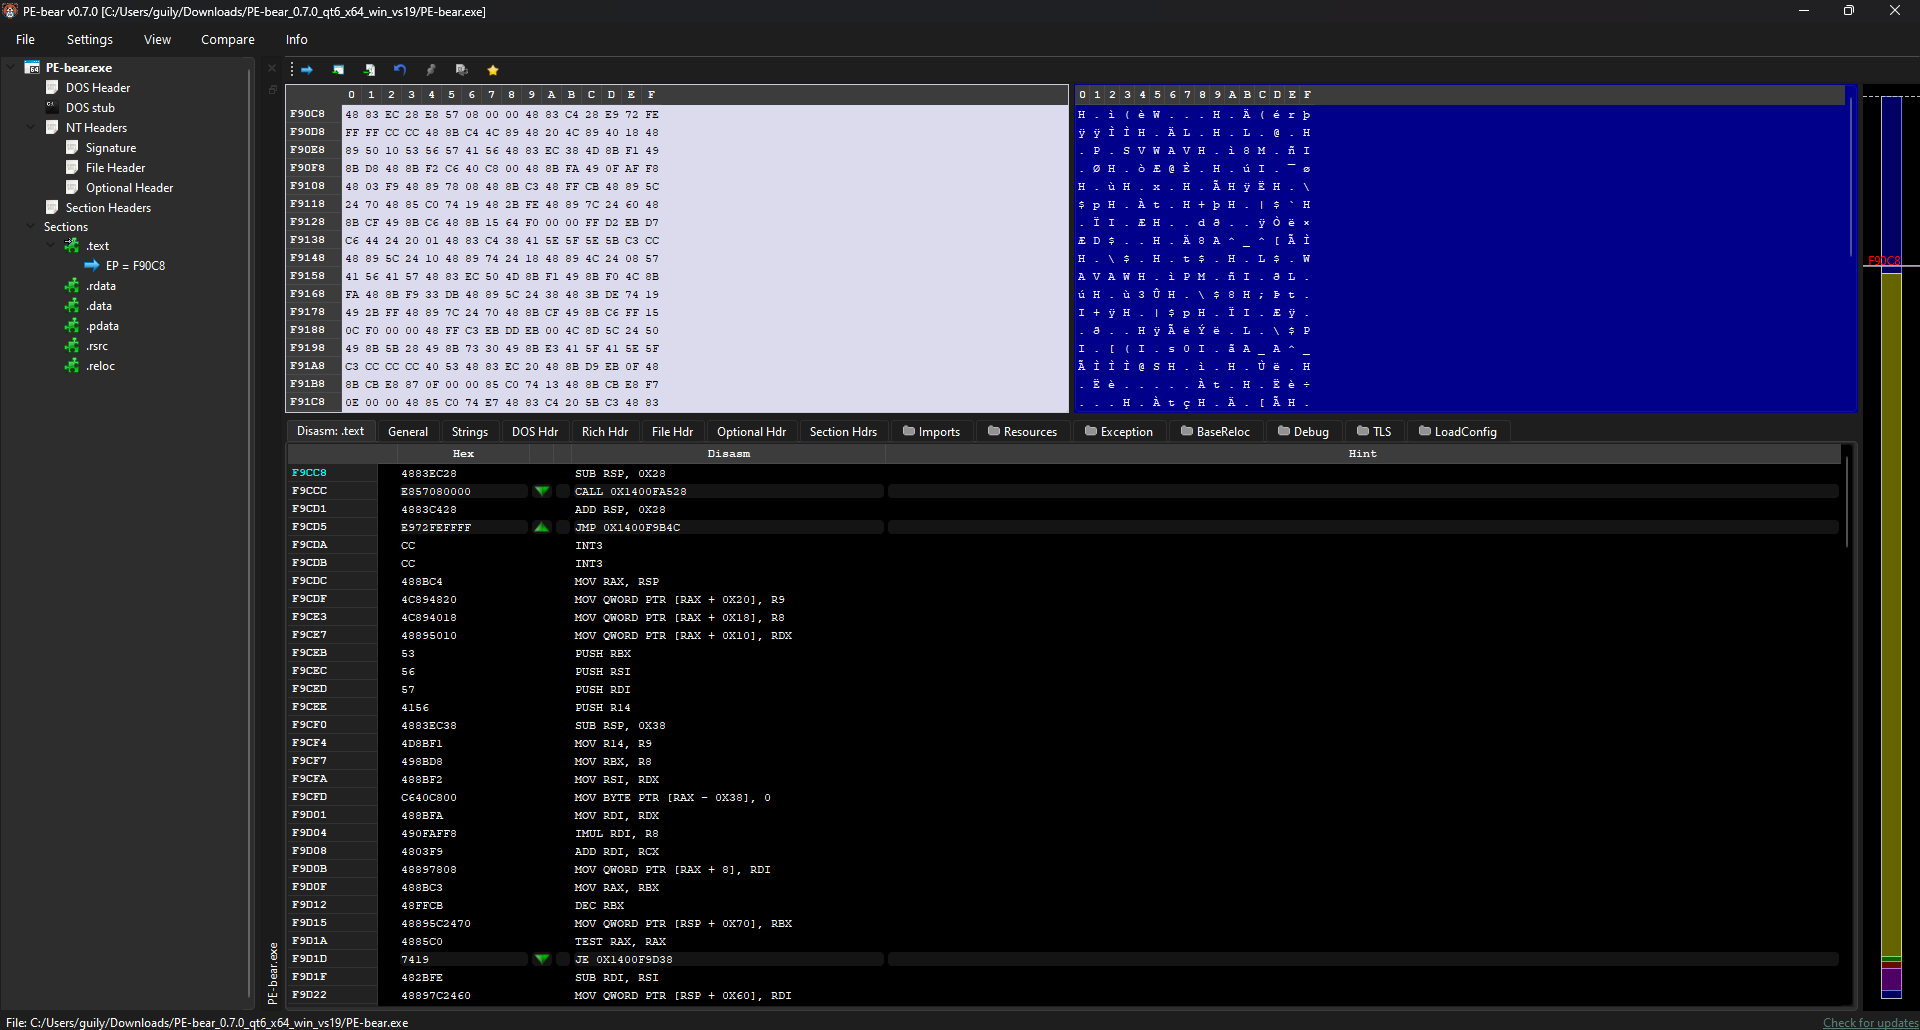 PE-bear v0.7.0 [C:/Users/guily/Downloads/PE-bear_0.7.0_qt6_x64_win_vs19/PE-bear.exe]
File Settings View Compare Info
PE-bear.exe
DOS Header
DOS stub
NT Headers
Signature
File Header
Optional Header
Section Headers
Sections
.text
EP = F90C8
.rdata
.data
.pdata
.rsrc
.reloc
PE-bear.exe
0 1 2 3 4 5 6 7 8 9 A B C D E F
F90C8 48 83 EC 28 E8 57 08 00 00 48 83 C4 28 E9 72 FE
F90D8 FF FF CC CC 48 8B C4 4C 89 48 20 4C 89 40 18 48
F90E8 89 50 10 53 56 57 41 56 48 83 EC 38 4D 8B F1 49
F90F8 8B D8 48 8B F2 C6 40 C8 00 48 8B FA 49 0F AF F8
F9108 48 03 F9 48 89 78 08 48 8B C3 48 FF CB 48 89 5C
F9118 24 70 48 85 C0 74 19 48 2B FE 48 89 7C 24 60 48
F9128 8B CF 49 8B C6 48 8B 15 64 F0 00 00 FF D2 EB D7
F9138 C6 44 24 20 01 48 83 C4 38 41 5E 5F 5E 5B C3 CC
F9148 48 89 5C 24 10 48 89 74 24 18 48 89 4C 24 08 57
F9158 41 56 41 57 48 83 EC 50 4D 8B F1 49 8B F0 4C 8B
F9168 FA 48 8B F9 33 DB 48 89 5C 24 38 48 3B DE 74 19
F9178 49 2B FF 48 89 7C 24 70 48 8B CF 49 8B C6 FF 15
F9188 0C F0 00 00 48 FF C3 EB DD EB 00 4C 8D 5C 24 50
F9198 49 8B 5B 28 49 8B 73 30 49 8B E3 41 5F 41 5E 5F
F91A8 C3 CC CC CC 40 53 48 83 EC 20 48 8B D9 EB 0F 48
F91B8 8B CB E8 87 0F 00 00 85 C0 74 13 48 8B CB E8 F7
F91C8 0E 00 00 48 85 C0 74 E7 48 83 C4 20 5B C3 48 83
0 1 2 3 4 5 6 7 8 9 A B C D E F
H . ì ( è W . . . H . Ä ( é r þ
ÿ ÿ Ì Ì H . Ä L . H . L . @ . H
. P . S V W A V H . ì 8 M . ñ I
. Ø H . ò Æ @ È . H . ú I . ¯ ø
H . ù H . x . H . Ã H ÿ Ë H . \
$ p H . À t . H + þ H . | $ ` H
. Ï I . Æ H . . d ð . . ÿ Ò ë ×
Æ D $ . . H . Ä 8 A ^ _ ^ [ Ã Ì
H . \ $ . H . t $ . H . L $ . W
A V A W H . ì P M . ñ I . ð L .
ú H . ù 3 Û H . \ $ 8 H ; Þ t .
I + ÿ H . | $ p H . Ï I . Æ ÿ .
. ð . . H ÿ Ã ë Ý ë . L . \ $ P
I . [ ( I . s 0 I . ã A _ A ^ _
Ã Ì Ì Ì @ S H . ì . H . Ù ë . H
. Ë è . . . . . À t . H . Ë è ÷
. . . H . À t ç H . Ä . [ Ã H .
F90C8
Disasm: .text General Strings DOS Hdr Rich Hdr File Hdr Optional Hdr Section Hdrs Imports Resources Exception BaseReloc Debug TLS LoadConfig
Hex Disasm Hint
F9CC8 4883EC28 SUB RSP, 0X28
F9CCC E857080000 CALL 0X1400FA528
F9CD1 4883C428 ADD RSP, 0X28
F9CD5 E972FEFFFF JMP 0X1400F9B4C
F9CDA CC INT3
F9CDB CC INT3
F9CDC 488BC4 MOV RAX, RSP
F9CDF 4C894820 MOV QWORD PTR [RAX + 0X20], R9
F9CE3 4C894018 MOV QWORD PTR [RAX + 0X18], R8
F9CE7 48895010 MOV QWORD PTR [RAX + 0X10], RDX
F9CEB 53 PUSH RBX
F9CEC 56 PUSH RSI
F9CED 57 PUSH RDI
F9CEE 4156 PUSH R14
F9CF0 4883EC38 SUB RSP, 0X38
F9CF4 4D8BF1 MOV R14, R9
F9CF7 498BD8 MOV RBX, R8
F9CFA 488BF2 MOV RSI, RDX
F9CFD C640C800 MOV BYTE PTR [RAX - 0X38], 0
F9D01 488BFA MOV RDI, RDX
F9D04 490FAFF8 IMUL RDI, R8
F9D08 4803F9 ADD RDI, RCX
F9D0B 48897808 MOV QWORD PTR [RAX + 8], RDI
F9D0F 488BC3 MOV RAX, RBX
F9D12 48FFCB DEC RBX
F9D15 48895C2470 MOV QWORD PTR [RSP + 0X70], RBX
F9D1A 4885C0 TEST RAX, RAX
F9D1D 7419 JE 0X1400F9D38
F9D1F 482BFE SUB RDI, RSI
F9D22 48897C2460 MOV QWORD PTR [RSP + 0X60], RDI
File: C:/Users/guily/Downloads/PE-bear_0.7.0_qt6_x64_win_vs19/PE-bear.exe
Check for updates